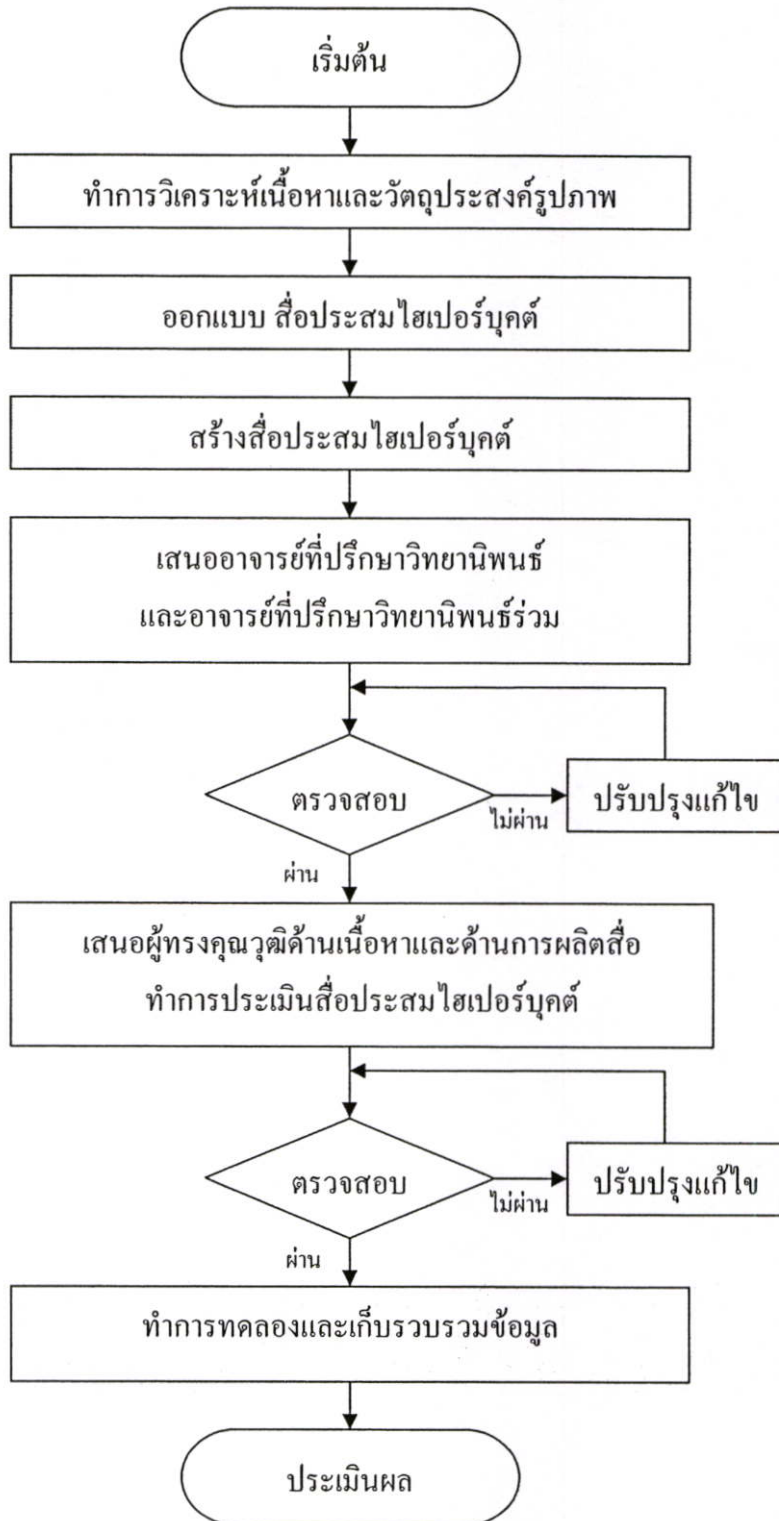 เริ่มต้น
ทำการวิเคราะห์เนื้อหาและวัตถุประสงค์รูปภาพ
ออกแบบ สื่อประสมไฮเปอร์บุคต์
สร้างสื่อประสมไฮเปอร์บุคต์
เสนออาจารย์ที่ปรึกษาวิทยานิพนธ์
และอาจารย์ที่ปรึกษาวิทยานิพนธ์ร่วม
ตรวจสอบ
ไม่ผ่าน
ปรับปรุงแก้ไข
ผ่าน
เสนอผู้ทรงคุณวุฒิด้านเนื้อหาและด้านการผลิตสื่อ
ทำการประเมินสื่อประสมไฮเปอร์บุคต์
ตรวจสอบ
ไม่ผ่าน
ปรับปรุงแก้ไข
ผ่าน
ทำการทดลองและเก็บรวบรวมข้อมูล
ประเมินผล